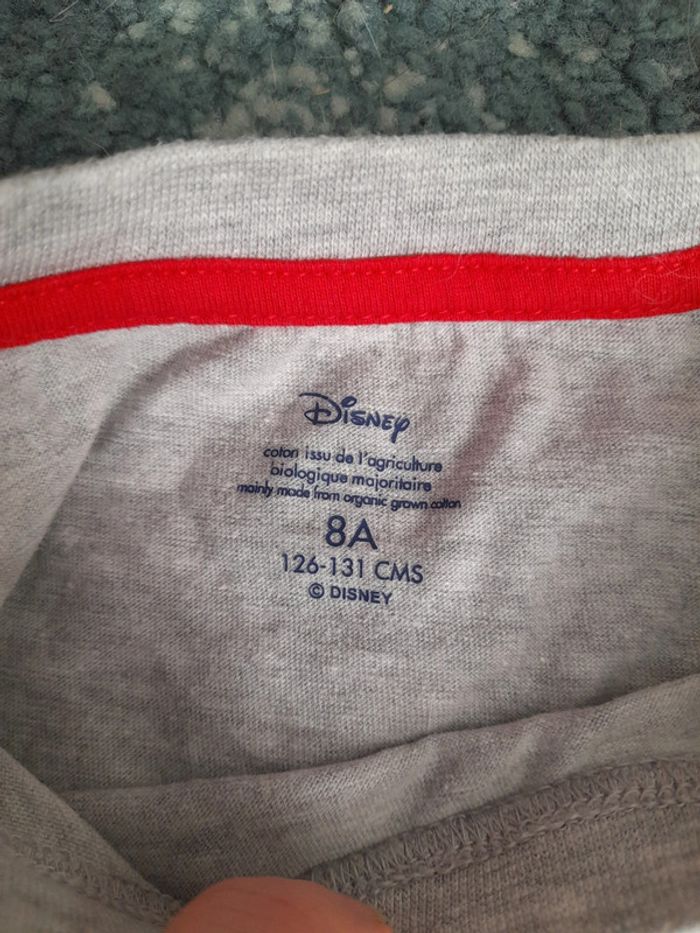 Disney
coton issu de l'agriculture
biologique majoritaire
mainly made from organic grown cotton
8A
126-131 CMS
© DISNEY